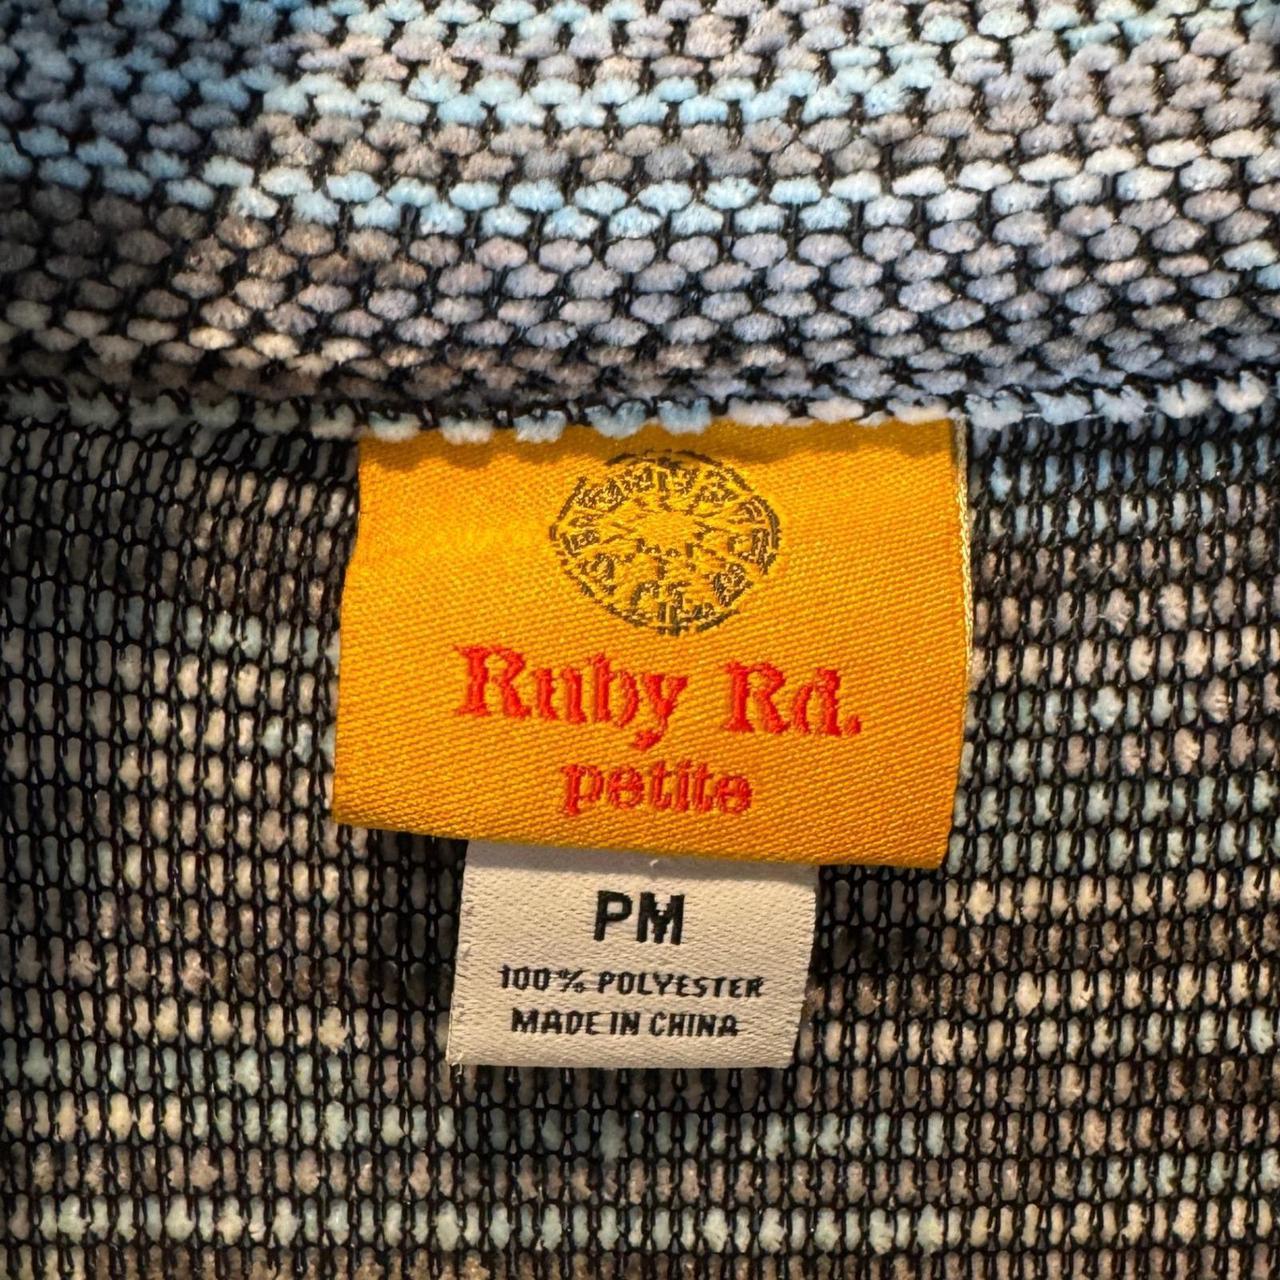 Ruby Rd.
petite
PM
100% POLYESTER
MADE IN CHINA